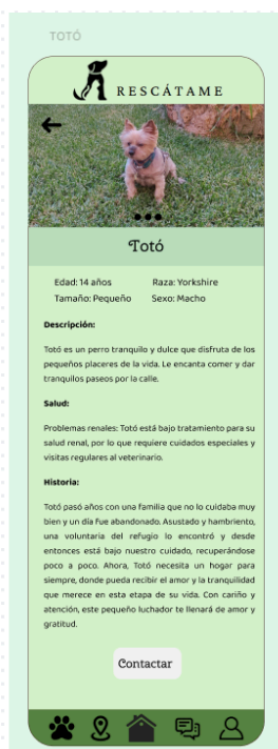 TOTÓ
RESCÁTAME
Totó
Edad: 14 años Raza: Yorkshire
Tamaño: Pequeño Sexo: Macho
Descripción:
Totó es un perro tranquilo y dulce que disfruta de los
pequeños placeres de la vida. Le encanta comer y dar
tranquilos paseos por la calle.
Salud:
Problemas renales: Totó está bajo tratamiento para su
salud renal, por lo que requiere cuidados especiales y
visitas regulares al veterinario.
Historia:
Totó pasó años con una familia que no lo cuidaba muy
bien y un día fue abandonado. Asustado y hambriento,
una voluntaria del refugio lo encontró y desde
entonces está bajo nuestro cuidado, recuperándose
poco a poco. Ahora, Totó necesita un hogar para
siempre, donde pueda recibir el amor y la tranquilidad
que merece en esta etapa de su vida. Con cariño y
atención, este pequeño luchador te llenará de amor y
gratitud.
Contactar